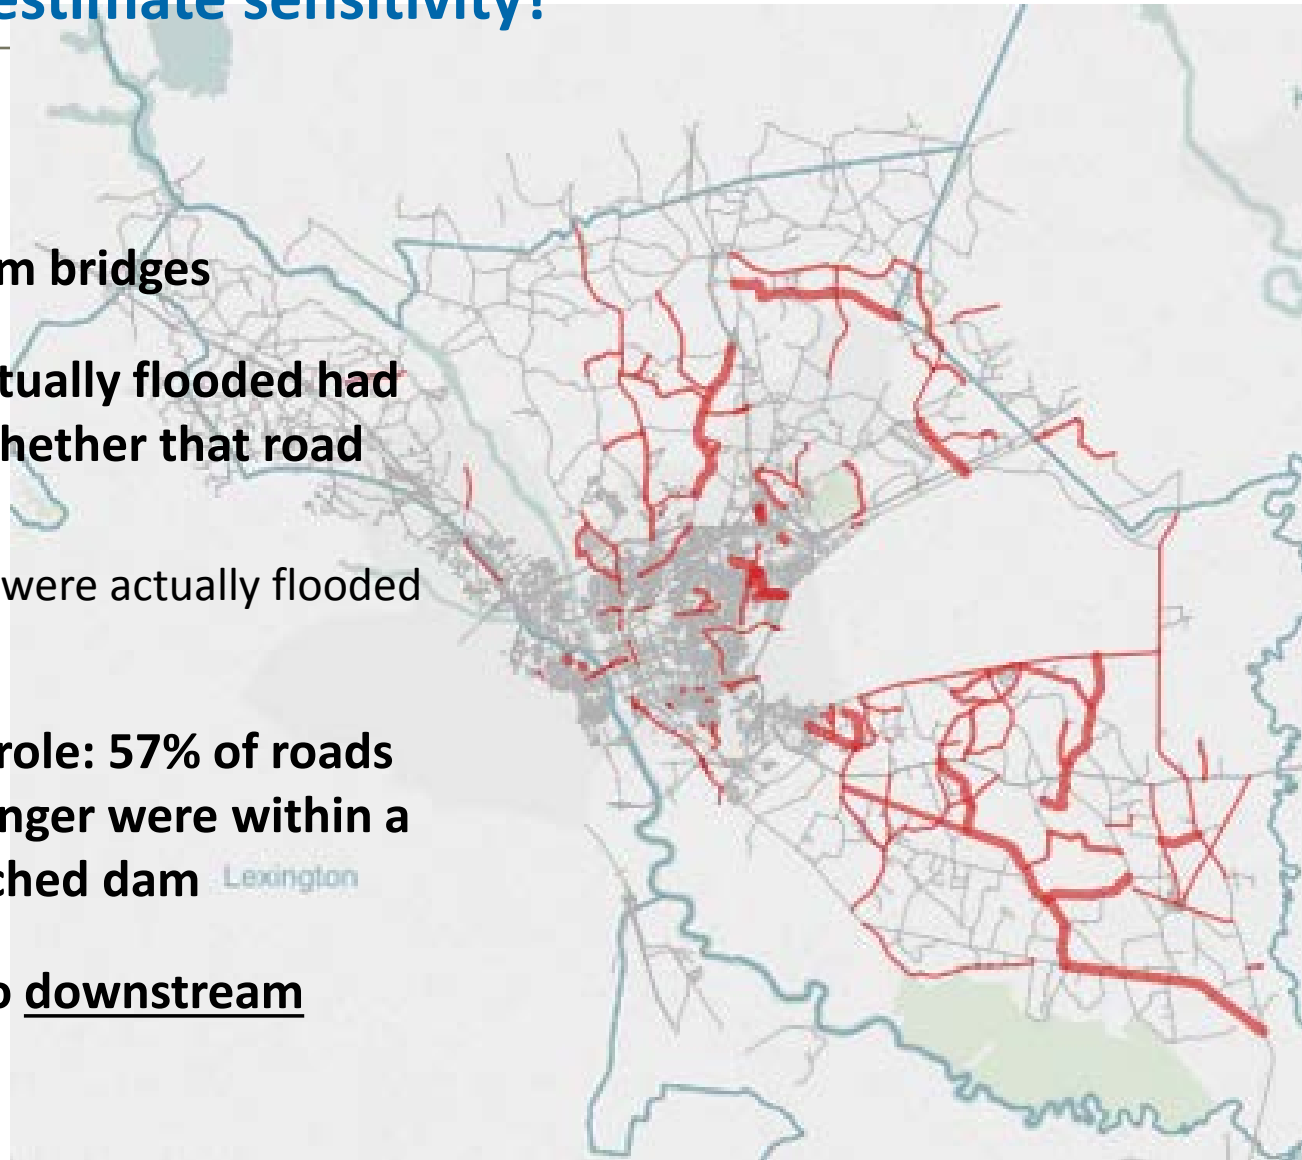 estimate sensitivity?
m bridges
tually flooded had
hether that road
were actually flooded
role: 57% of roads
nger were within a
ched dam
Lexington
o downstream